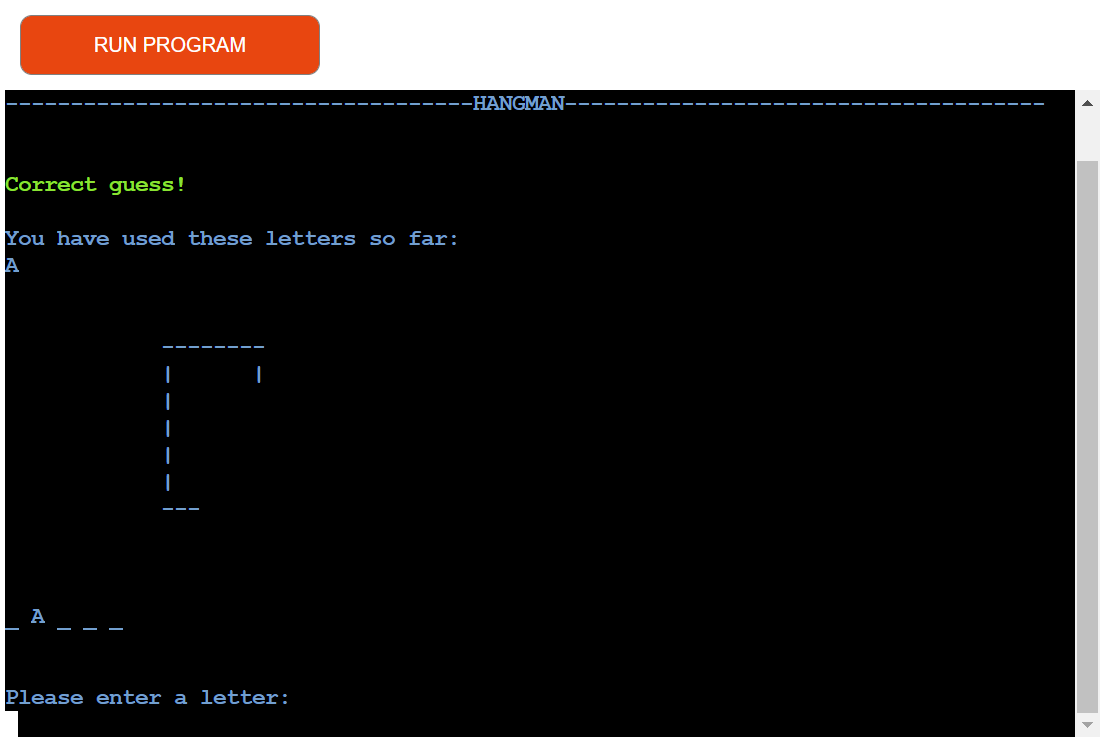 RUN PROGRAM
------------------------------------HANGMAN-------------------------------------
Correct guess!
You have used these letters so far:
A
--------
|      |
|
|
|
|
---
_ A _ _ _
Please enter a letter: